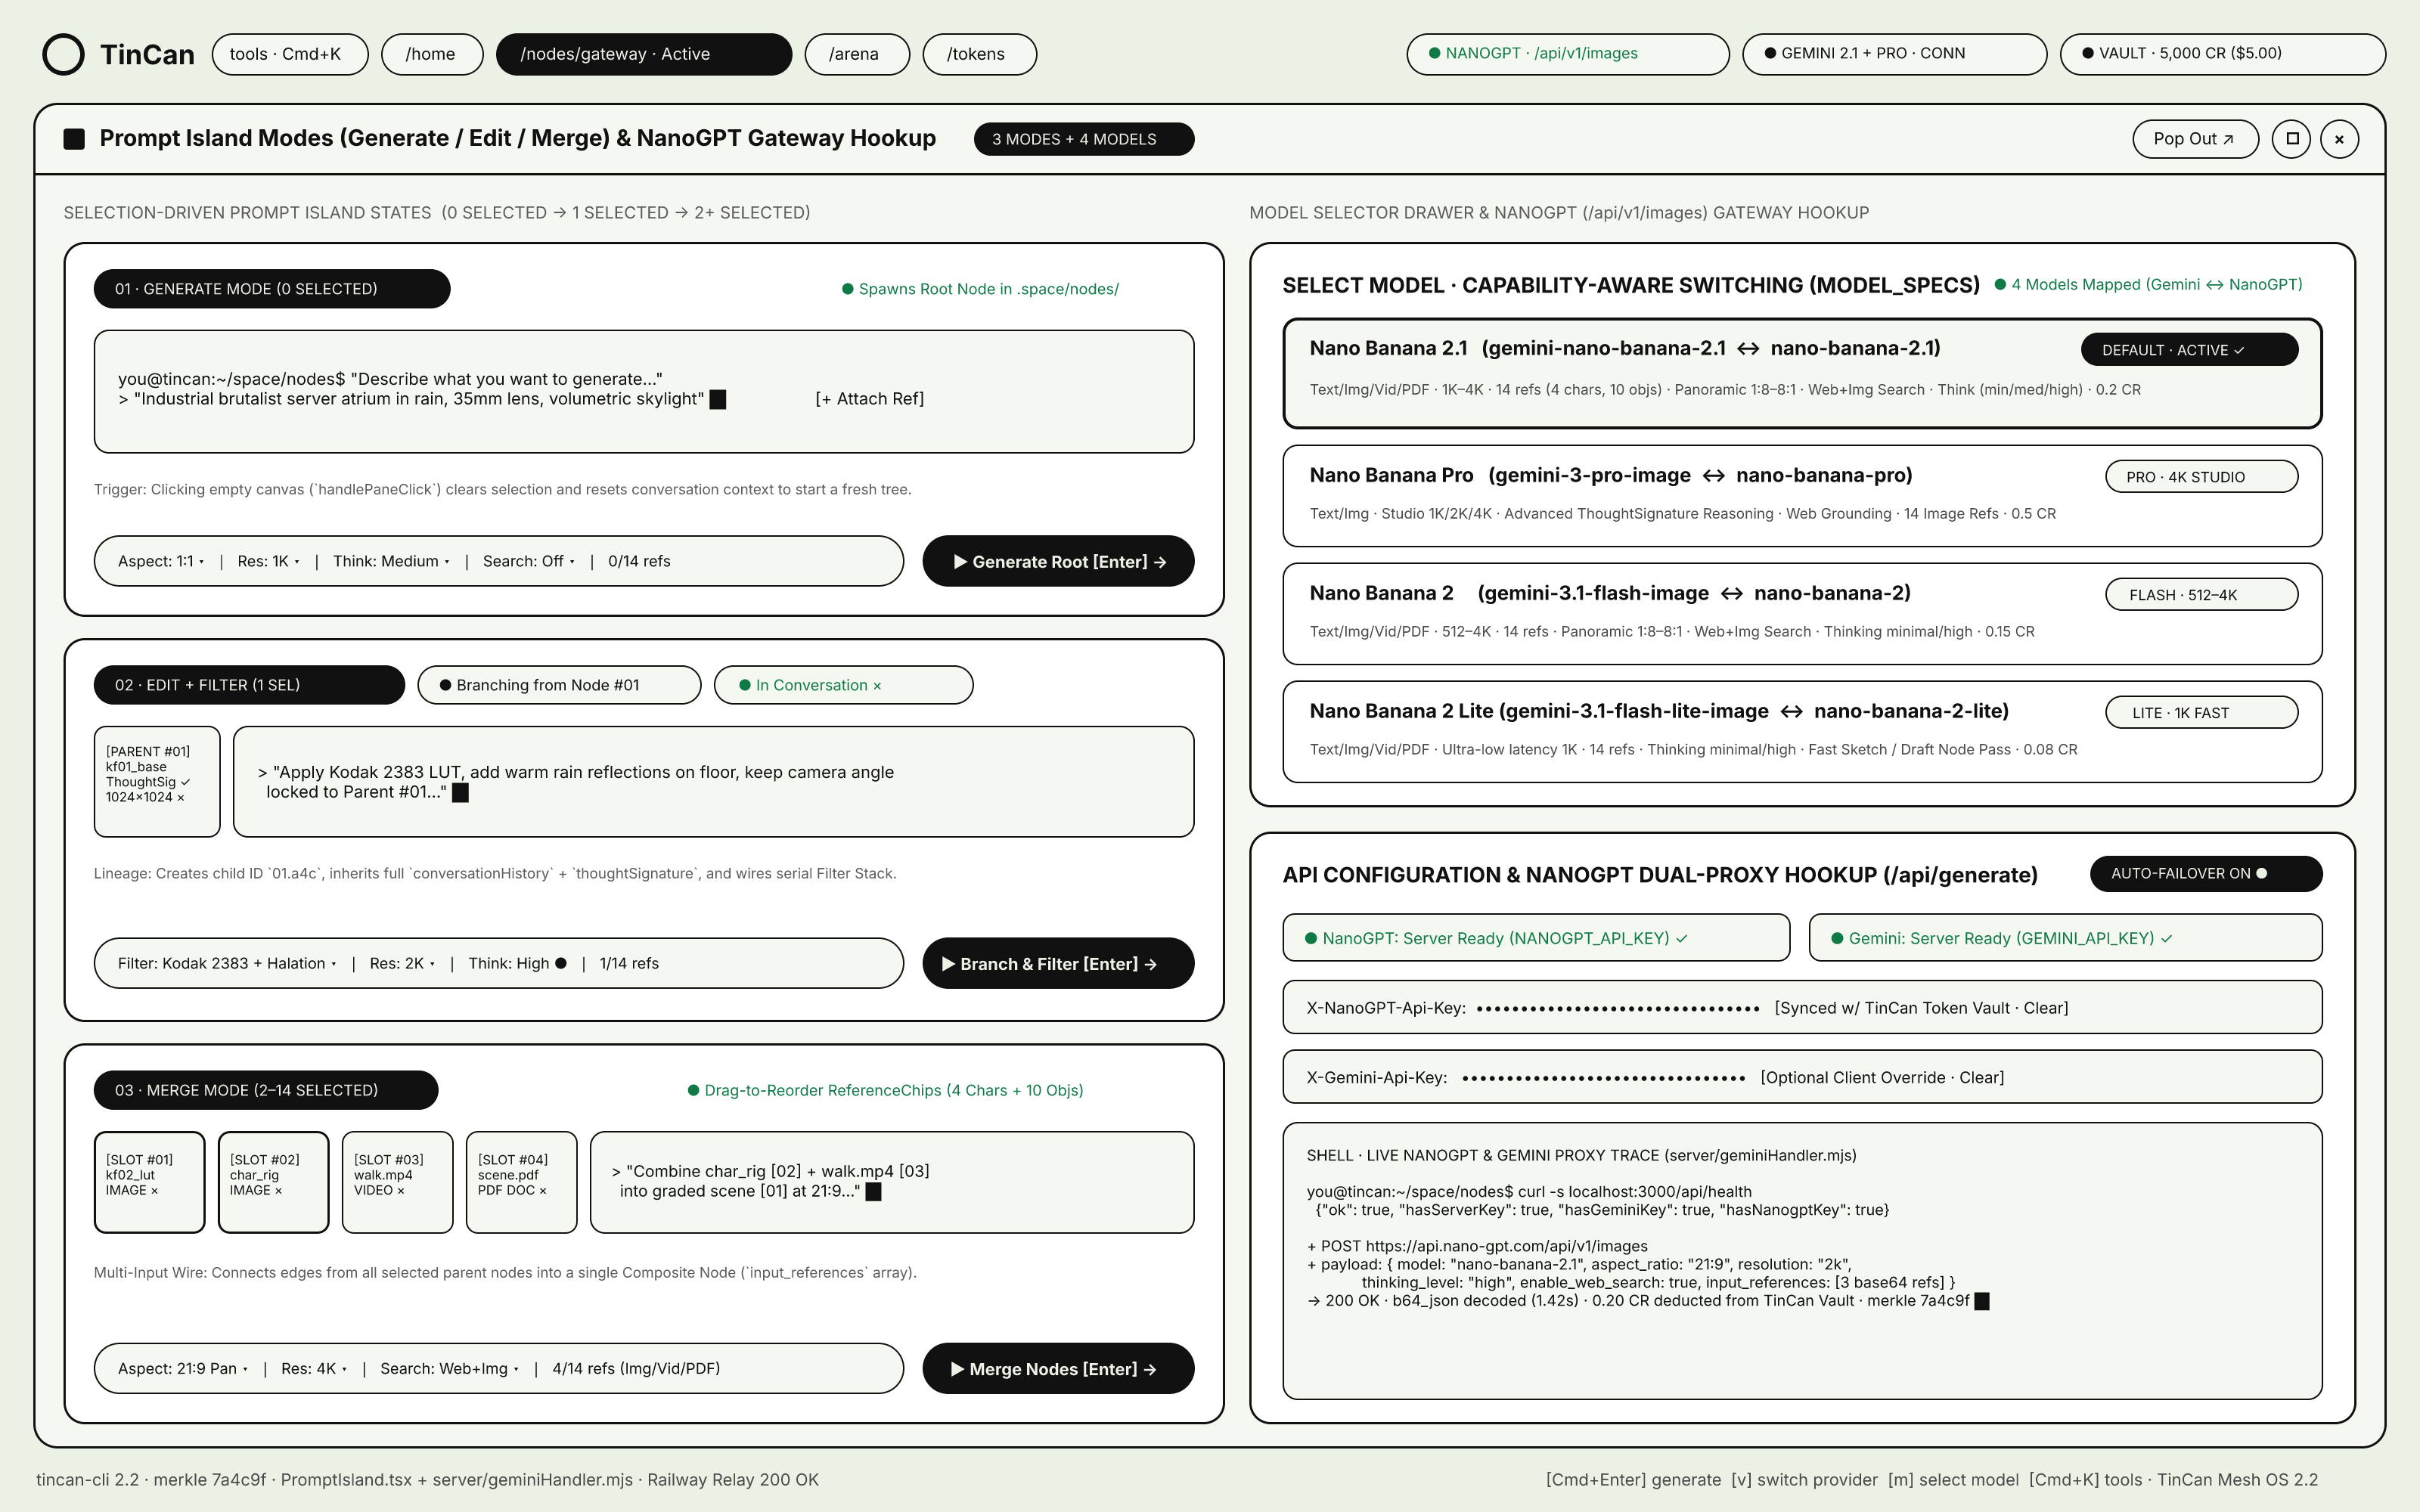 TinCan
tools · Cmd+K
/home
/nodes/gateway · Active
/arena
/tokens
● NANOGPT · /api/v1/images
● GEMINI 2.1 + PRO · CONN
● VAULT · 5,000 CR ($5.00)
Prompt Island Modes (Generate / Edit / Merge) & NanoGPT Gateway Hookup
3 MODES + 4 MODELS
Pop Out ↗
×
SELECTION-DRIVEN PROMPT ISLAND STATES (0 SELECTED → 1 SELECTED → 2+ SELECTED)
01 · GENERATE MODE (0 SELECTED)
● Spawns Root Node in .space/nodes/
you@tincan:~/space/nodes$ "Describe what you want to generate..."
> "Industrial brutalist server atrium in rain, 35mm lens, volumetric skylight" █ [+ Attach Ref]
Trigger: Clicking empty canvas (`handlePaneClick`) clears selection and resets conversation context to start a fresh tree.
Aspect: 1:1 ▾ | Res: 1K ▾ | Think: Medium ▾ | Search: Off ▾ | 0/14 refs
▶ Generate Root [Enter] →
02 · EDIT + FILTER (1 SEL)
● Branching from Node #01
● In Conversation ×
[PARENT #01]
kf01_base
ThoughtSig ✓
1024×1024 ×
> "Apply Kodak 2383 LUT, add warm rain reflections on floor, keep camera angle
locked to Parent #01..." █
Lineage: Creates child ID `01.a4c`, inherits full `conversationHistory` + `thoughtSignature`, and wires serial Filter Stack.
Filter: Kodak 2383 + Halation ▾ | Res: 2K ▾ | Think: High ● | 1/14 refs
▶ Branch & Filter [Enter] →
03 · MERGE MODE (2–14 SELECTED)
● Drag-to-Reorder ReferenceChips (4 Chars + 10 Objs)
[SLOT #01]
kf02_lut
IMAGE ×
[SLOT #02]
char_rig
IMAGE ×
[SLOT #03]
walk.mp4
VIDEO ×
[SLOT #04]
scene.pdf
PDF DOC ×
> "Combine char_rig [02] + walk.mp4 [03]
into graded scene [01] at 21:9..." █
Multi-Input Wire: Connects edges from all selected parent nodes into a single Composite Node (`input_references` array).
Aspect: 21:9 Pan ▾ | Res: 4K ▾ | Search: Web+Img ▾ | 4/14 refs (Img/Vid/PDF)
▶ Merge Nodes [Enter] →
MODEL SELECTOR DRAWER & NANOGPT (/api/v1/images) GATEWAY HOOKUP
SELECT MODEL · CAPABILITY-AWARE SWITCHING (MODEL_SPECS)
● 4 Models Mapped (Gemini ↔ NanoGPT)
Nano Banana 2.1 (gemini-nano-banana-2.1 ↔ nano-banana-2.1)
DEFAULT · ACTIVE ✓
Text/Img/Vid/PDF · 1K–4K · 14 refs (4 chars, 10 objs) · Panoramic 1:8–8:1 · Web+Img Search · Think (min/med/high) · 0.2 CR
Nano Banana Pro (gemini-3-pro-image ↔ nano-banana-pro)
PRO · 4K STUDIO
Text/Img · Studio 1K/2K/4K · Advanced ThoughtSignature Reasoning · Web Grounding · 14 Image Refs · 0.5 CR
Nano Banana 2 (gemini-3.1-flash-image ↔ nano-banana-2)
FLASH · 512–4K
Text/Img/Vid/PDF · 512–4K · 14 refs · Panoramic 1:8–8:1 · Web+Img Search · Thinking minimal/high · 0.15 CR
Nano Banana 2 Lite (gemini-3.1-flash-lite-image ↔ nano-banana-2-lite)
LITE · 1K FAST
Text/Img/Vid/PDF · Ultra-low latency 1K · 14 refs · Thinking minimal/high · Fast Sketch / Draft Node Pass · 0.08 CR
API CONFIGURATION & NANOGPT DUAL-PROXY HOOKUP (/api/generate)
AUTO-FAILOVER ON ●
● NanoGPT: Server Ready (NANOGPT_API_KEY) ✓
● Gemini: Server Ready (GEMINI_API_KEY) ✓
X-NanoGPT-Api-Key: •••••••••••••••••••••••••••••••• [Synced w/ TinCan Token Vault · Clear]
X-Gemini-Api-Key: •••••••••••••••••••••••••••••••• [Optional Client Override · Clear]
SHELL · LIVE NANOGPT & GEMINI PROXY TRACE (server/geminiHandler.mjs)
you@tincan:~/space/nodes$ curl -s localhost:3000/api/health
{"ok": true, "hasServerKey": true, "hasGeminiKey": true, "hasNanogptKey": true}
+ POST https://api.nano-gpt.com/api/v1/images
+ payload: { model: "nano-banana-2.1", aspect_ratio: "21:9", resolution: "2k",
thinking_level: "high", enable_web_search: true, input_references: [3 base64 refs] }
→ 200 OK · b64_json decoded (1.42s) · 0.20 CR deducted from TinCan Vault · merkle 7a4c9f █
tincan-cli 2.2 · merkle 7a4c9f · PromptIsland.tsx + server/geminiHandler.mjs · Railway Relay 200 OK
[Cmd+Enter] generate [v] switch provider [m] select model [Cmd+K] tools · TinCan Mesh OS 2.2